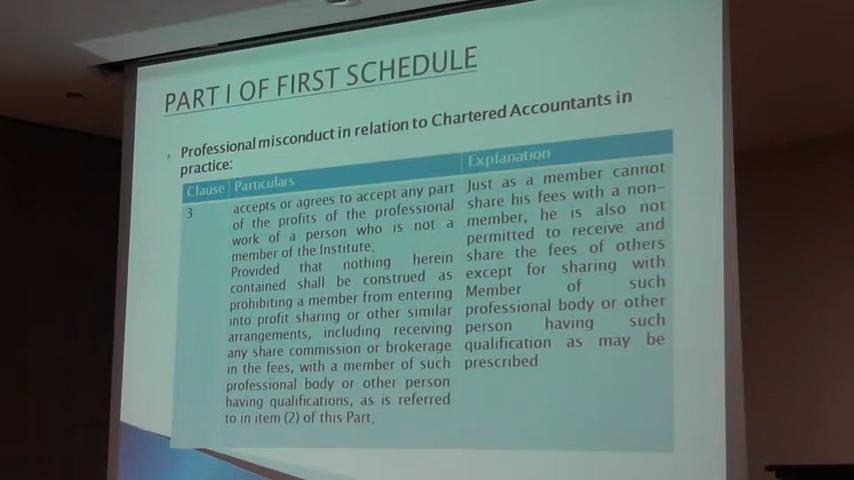 PART I OF FIRST SCHEDULE
Professional misconduct in relation to Chartered Accountants in
practice:
Clause Particulars Explanation
3
accepts or agrees to accept any part
of the profits of the professional
work of a person who is not a
member of the Institute;
Provided that nothing herein
contained shall be construed as
prohibiting a member from entering
into profit sharing or other similar
arrangements, including receiving
any share commission or brokerage
in the fees, with a member of such
professional body or other person
having qualifications, as is referred
to in item (2) of this Part;
Just as a member cannot
share his fees with a non-
member, he is also not
permitted to receive and
share the fees of others
except for sharing with
Member of such
professional body or other
person having such
qualification as may be
prescribed